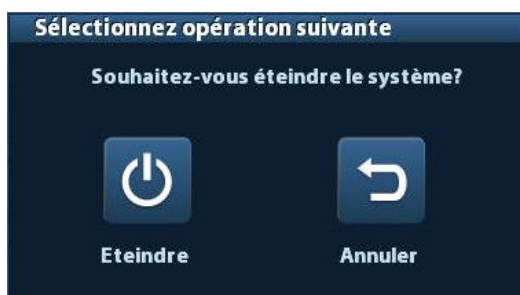 Sélectionnez opération suivante
Souhaitez-vous éteindre le système?
Eteindre
Annuler